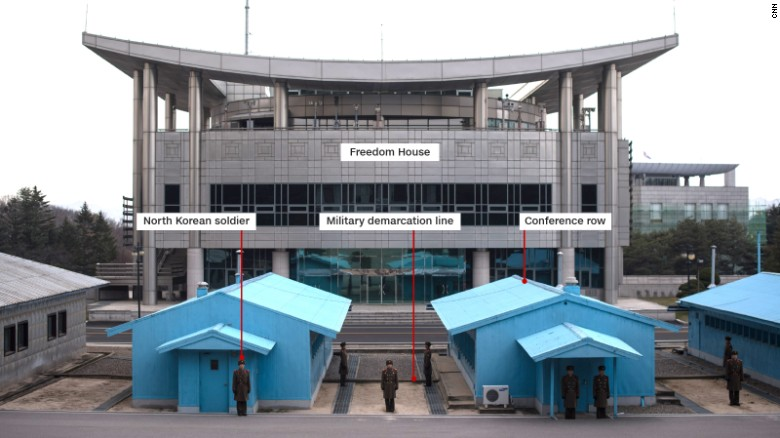 CNN
Freedom House
North Korean soldier
Military demarcation line
Conference row